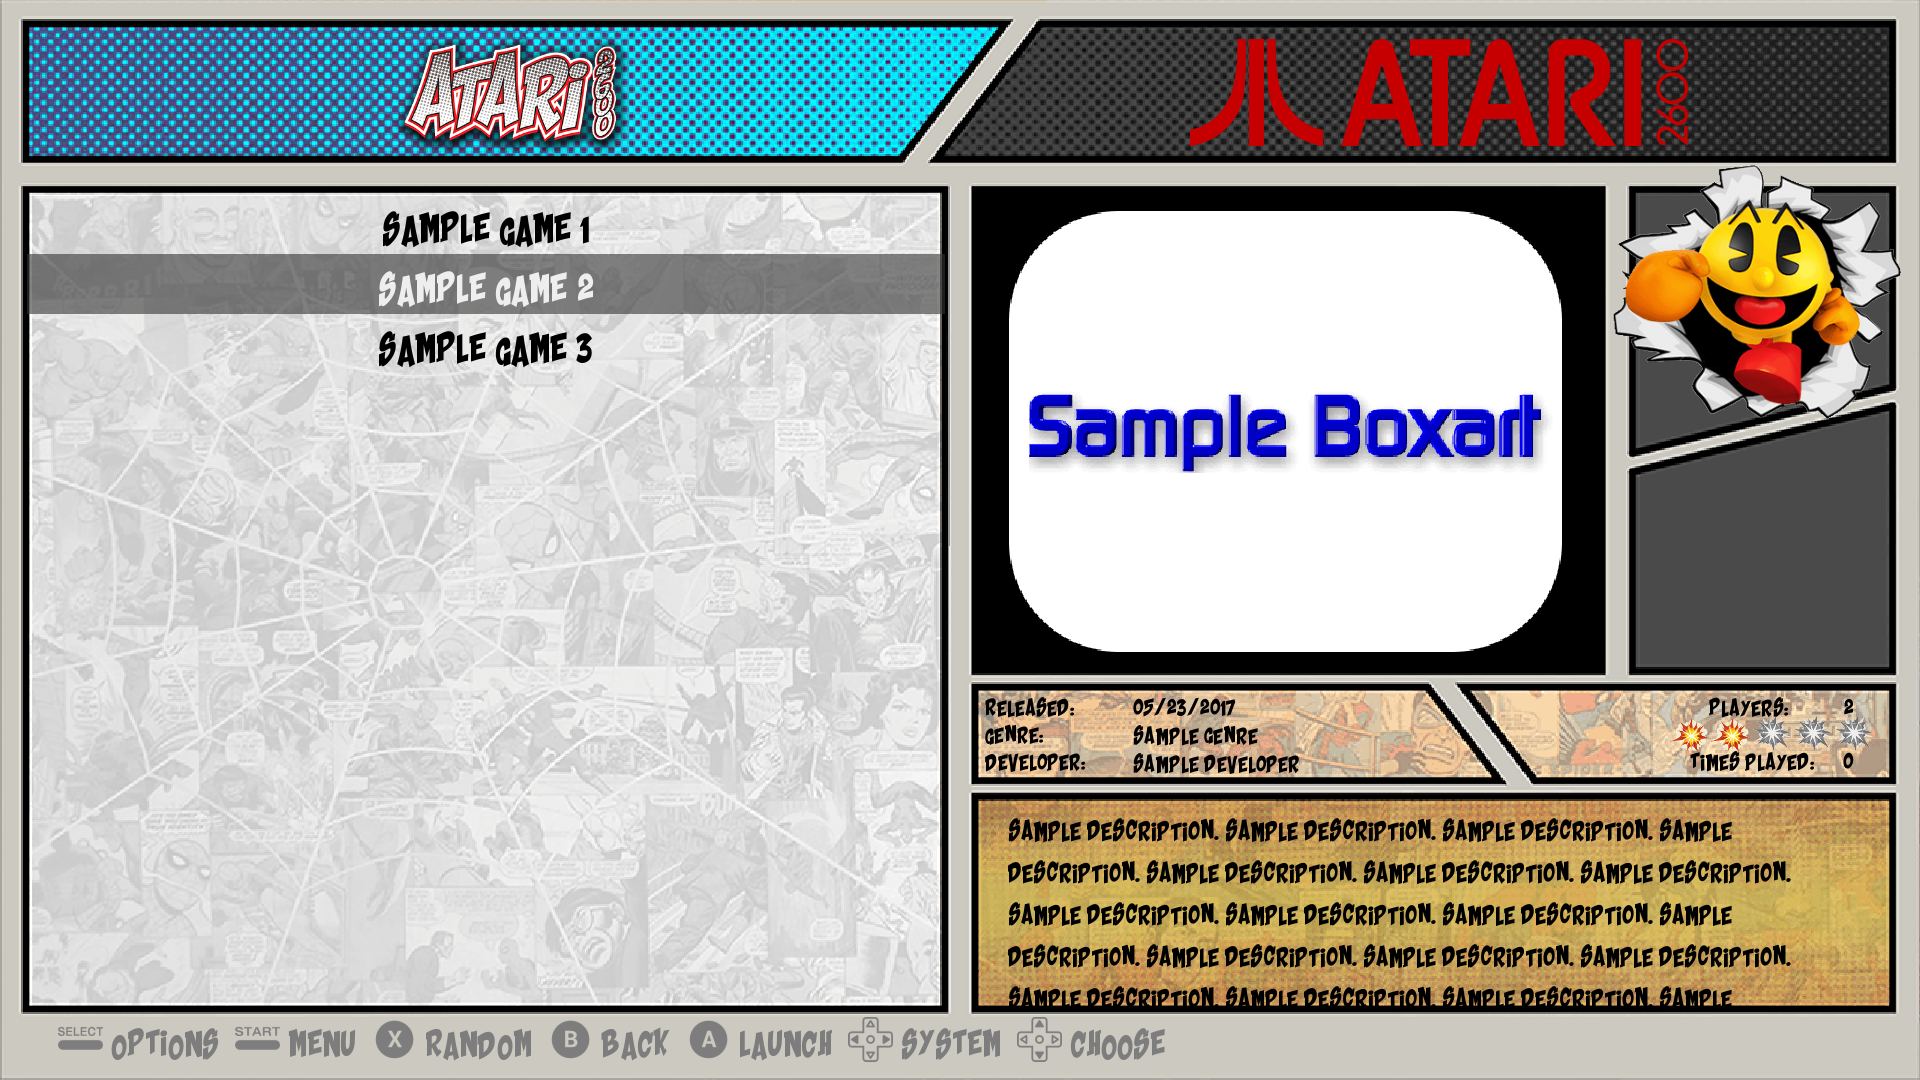 ATARI 2600
ATARI 2600
SAMPLE GAME 1
SAMPLE GAME 2
SAMPLE GAME 3
Sample Boxart
RELEASED: 05/23/2017
GENRE: SAMPLE GENRE
DEVELOPER: SAMPLE DEVELOPER
PLAYERS: 2
TIMES PLAYED: 0
SAMPLE DESCRIPTION. SAMPLE DESCRIPTION. SAMPLE DESCRIPTION. SAMPLE
DESCRIPTION. SAMPLE DESCRIPTION. SAMPLE DESCRIPTION. SAMPLE DESCRIPTION.
SAMPLE DESCRIPTION. SAMPLE DESCRIPTION. SAMPLE DESCRIPTION. SAMPLE
DESCRIPTION. SAMPLE DESCRIPTION. SAMPLE DESCRIPTION. SAMPLE DESCRIPTION.
SAMPLE DESCRIPTION. SAMPLE DESCRIPTION. SAMPLE DESCRIPTION. SAMPLE
SELECT OPTIONS START MENU X RANDOM B BACK A LAUNCH SYSTEM CHOOSE